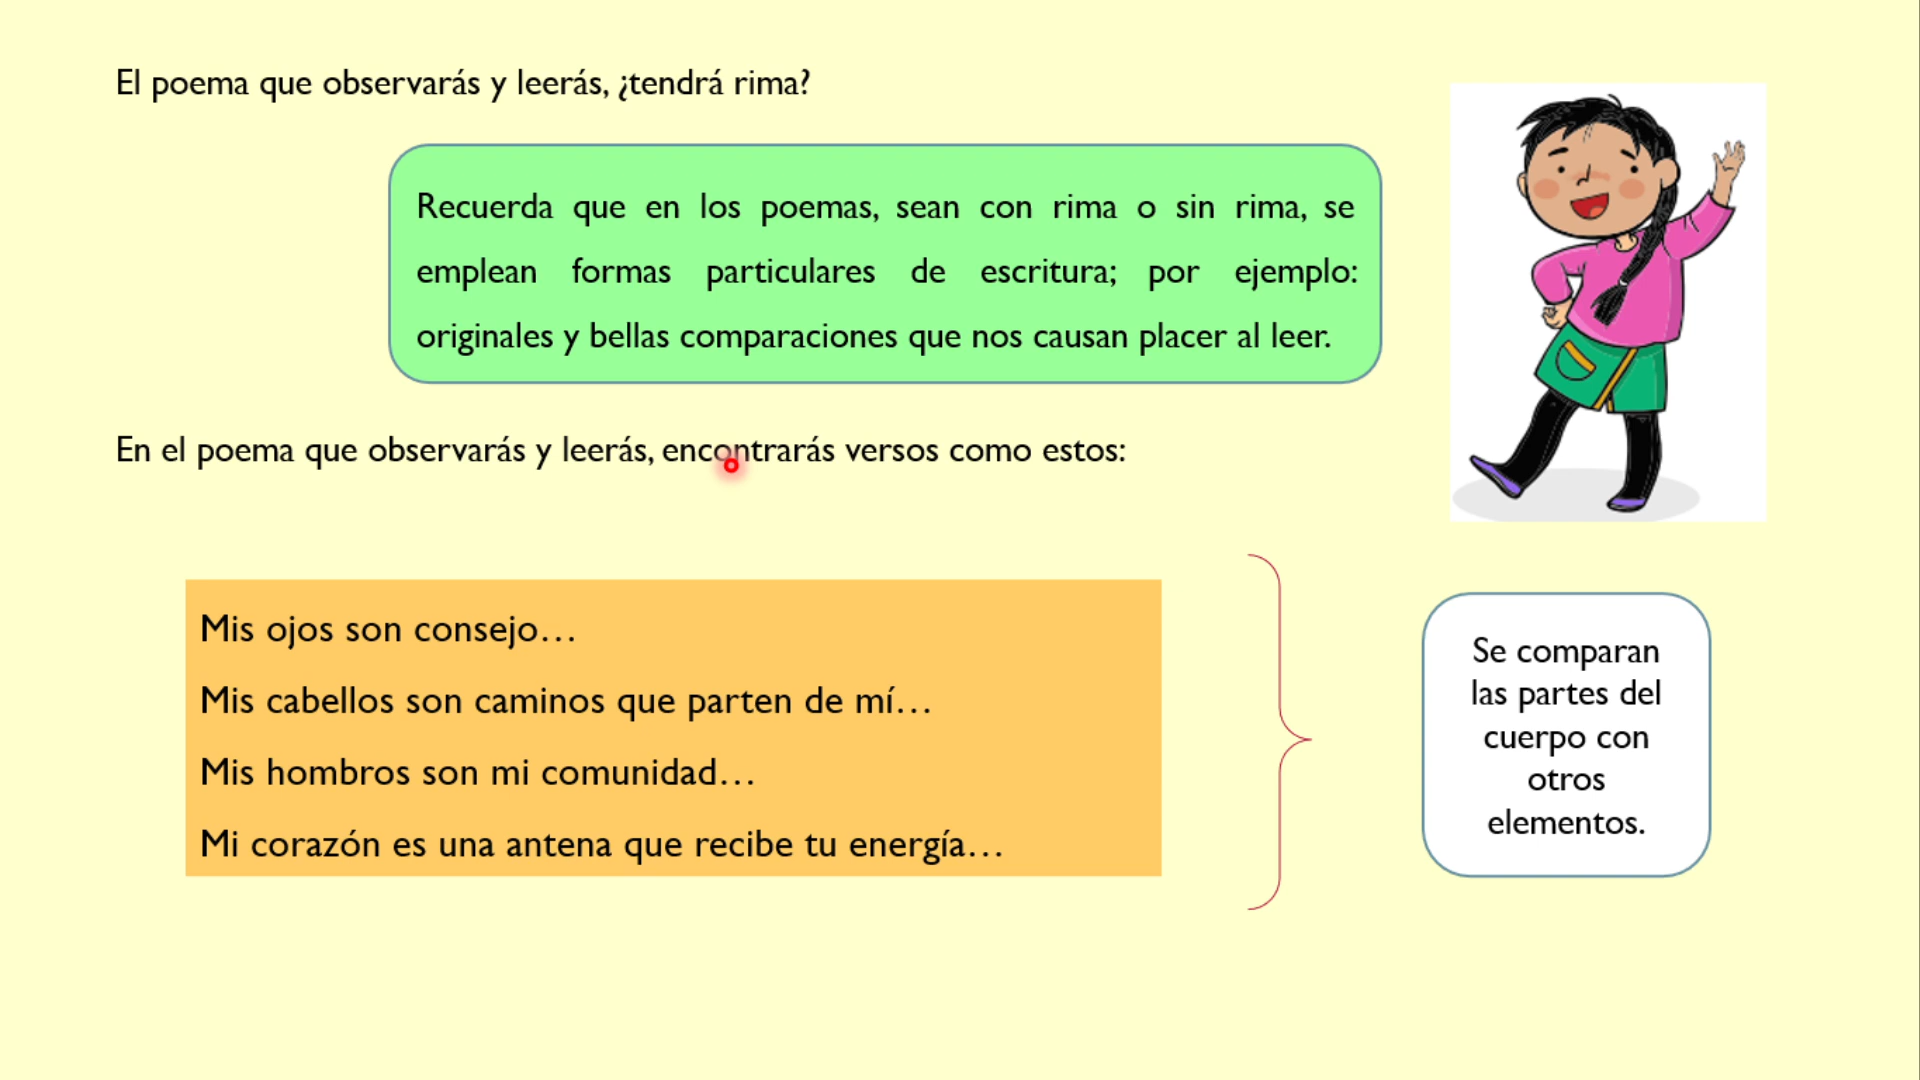 El poema que observarás y leerás, ¿tendrá rima?
Recuerda que en los poemas, sean con rima o sin rima, se
emplean formas particulares de escritura; por ejemplo:
originales y bellas comparaciones que nos causan placer al leer.
En el poema que observarás y leerás, encontrarás versos como estos:
Mis ojos son consejo…
Mis cabellos son caminos que parten de mí…
Mis hombros son mi comunidad…
Mi corazón es una antena que recibe tu energía…
Se comparan
las partes del
cuerpo con
otros
elementos.